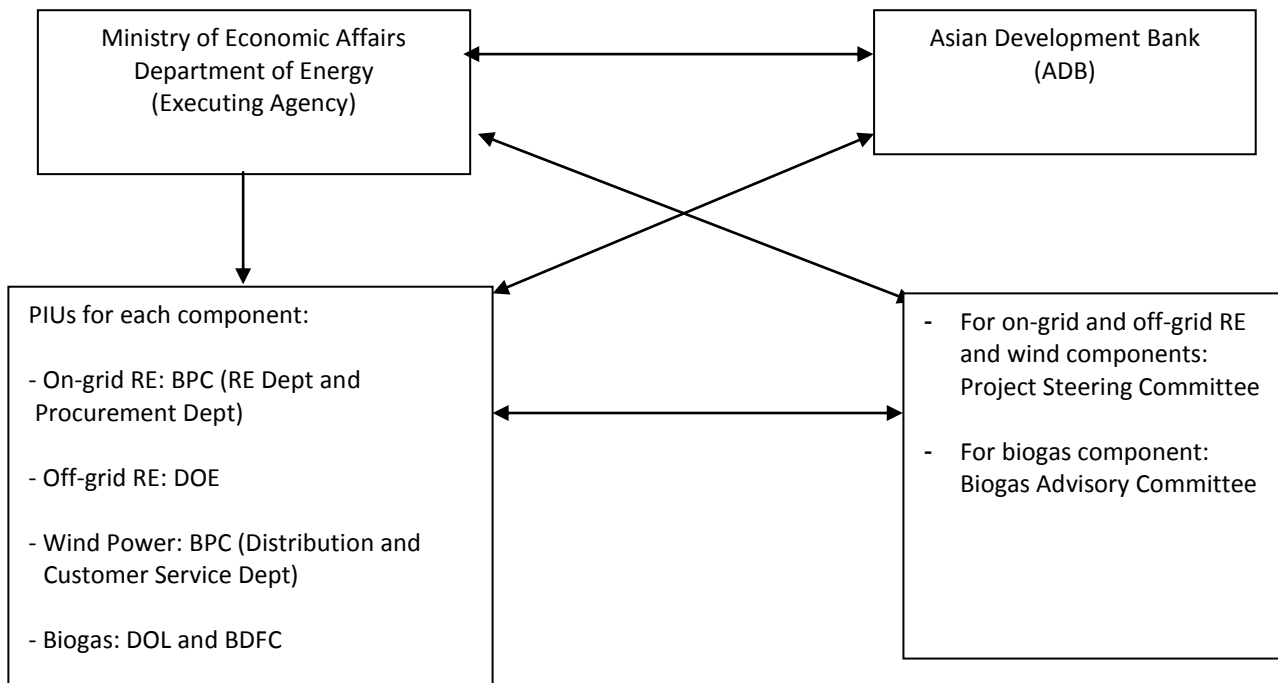 Ministry of Economic Affairs
Department of Energy
(Executing Agency)
Asian Development Bank
(ADB)
PIUs for each component:
- On-grid RE: BPC (RE Dept and
Procurement Dept)
- Off-grid RE: DOE
- Wind Power: BPC (Distribution and
Customer Service Dept)
- Biogas: DOL and BDFC
- For on-grid and off-grid RE
and wind components:
Project Steering Committee
- For biogas component:
Biogas Advisory Committee